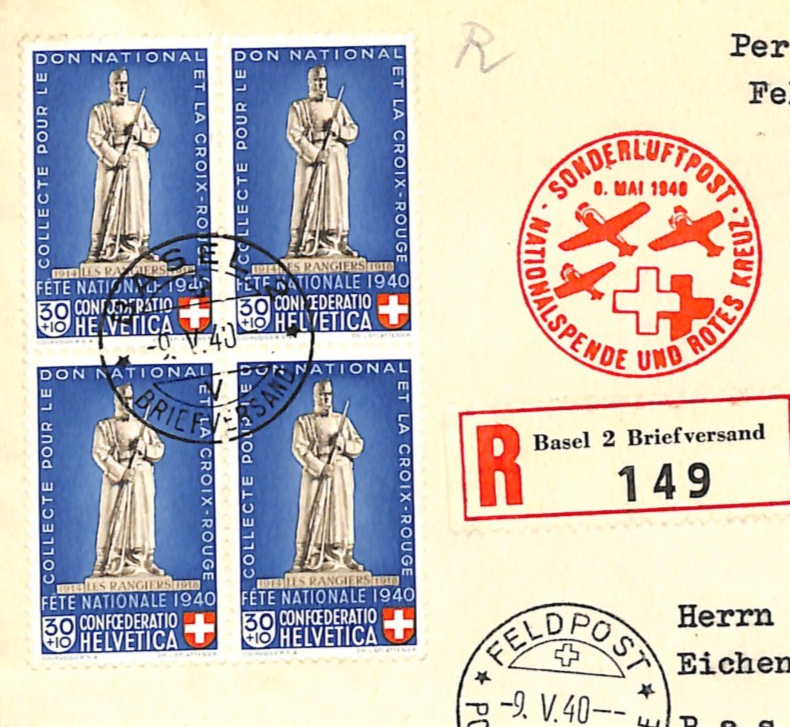 DON NATIONAL
COLLECTE POUR LE
ET LA CROIX-ROUGE
1914 LES RANGIERS 1918
FÊTE NATIONALE 1940
30 +10 CONFŒDERATIO
HELVETICA
DON NATIONAL
COLLECTE POUR LE
ET LA CROIX-ROUGE
1914 LES RANGIERS 1918
FÊTE NATIONALE 1940
30 +10 CONFŒDERATIO
HELVETICA
DON NATIONAL
COLLECTE POUR LE
ET LA CROIX-ROUGE
1914 LES RANGIERS 1918
FÊTE NATIONALE 1940
30 +10 CONFŒDERATIO
HELVETICA
DON NATIONAL
COLLECTE POUR LE
ET LA CROIX-ROUGE
1914 LES RANGIERS 1918
FÊTE NATIONALE 1940
30 +10 CONFŒDERATIO
HELVETICA
BASEL 2
-9. V.40
V
BRIEFVERSAND
R
Per
Fel
· SONDERLUFTPOST ·
MAI 1940
NATIONALSPENDE UND ROTES KREUZ
R Basel 2 Briefversand
149
FELDPOST
-9. V.40--
Herrn
Eichen
B a s